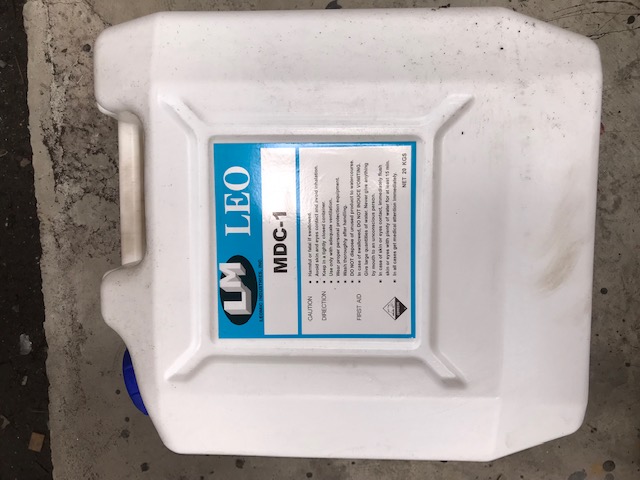 LM
LEO
LEONIC INDUSTRIES, INC.
MDC-1
CAUTION
• Harmful or fatal if swallowed.
• Avoid skin and eyes contact and avoid inhalation.
DIRECTION
• Keep in a tightly closed container.
• Use only with adequate ventilation.
• Wear proper personal protection equipment.
• Wash thoroughly after handling.
• DO NOT dispose of unused product to watercourse.
FIRST AID
• In case of swallowed, DO NOT INDUCE VOMITING.
Give large quantities of water. Never give anything
by mouth to an unconscious person.
• In case of skin or eyes contact, immediately flush
skin or eyes with plenty of water for at least 15 min.
• In all cases get medical attention immediately.
NET 20 KGS